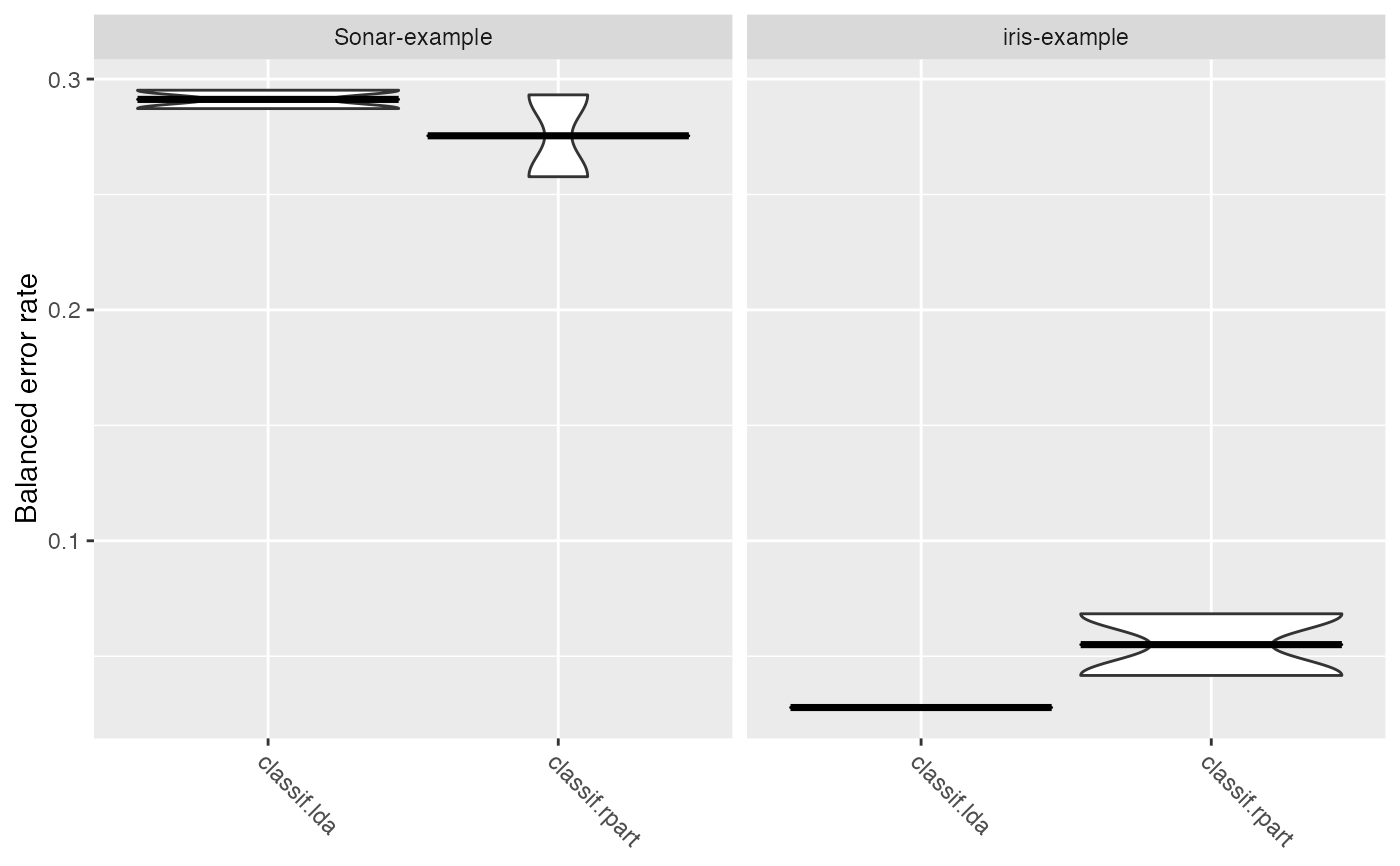 Sonar-example
iris-example
Balanced error rate
0.3
0.2
0.1
classif.lda
classif.rpart
classif.lda
classif.rpart